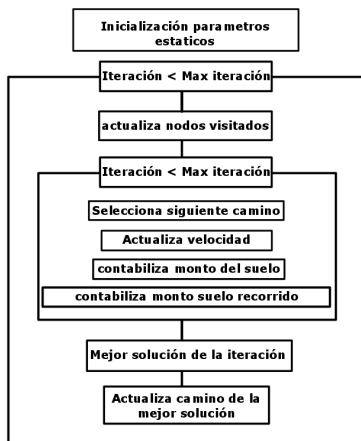 Inicialización parametros
estaticos
Iteración < Max iteración
actualiza nodos visitados
Iteración < Max iteración
Selecciona siguiente camino
Actualiza velocidad
contabiliza monto del suelo
contabiliza monto suelo recorrido
Mejor solución de la iteración
Actualiza camino de la
mejor solución